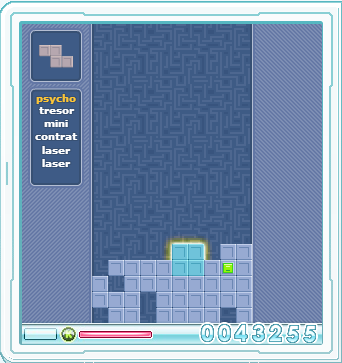 psycho
tresor
mini
contrat
laser
laser
0043255